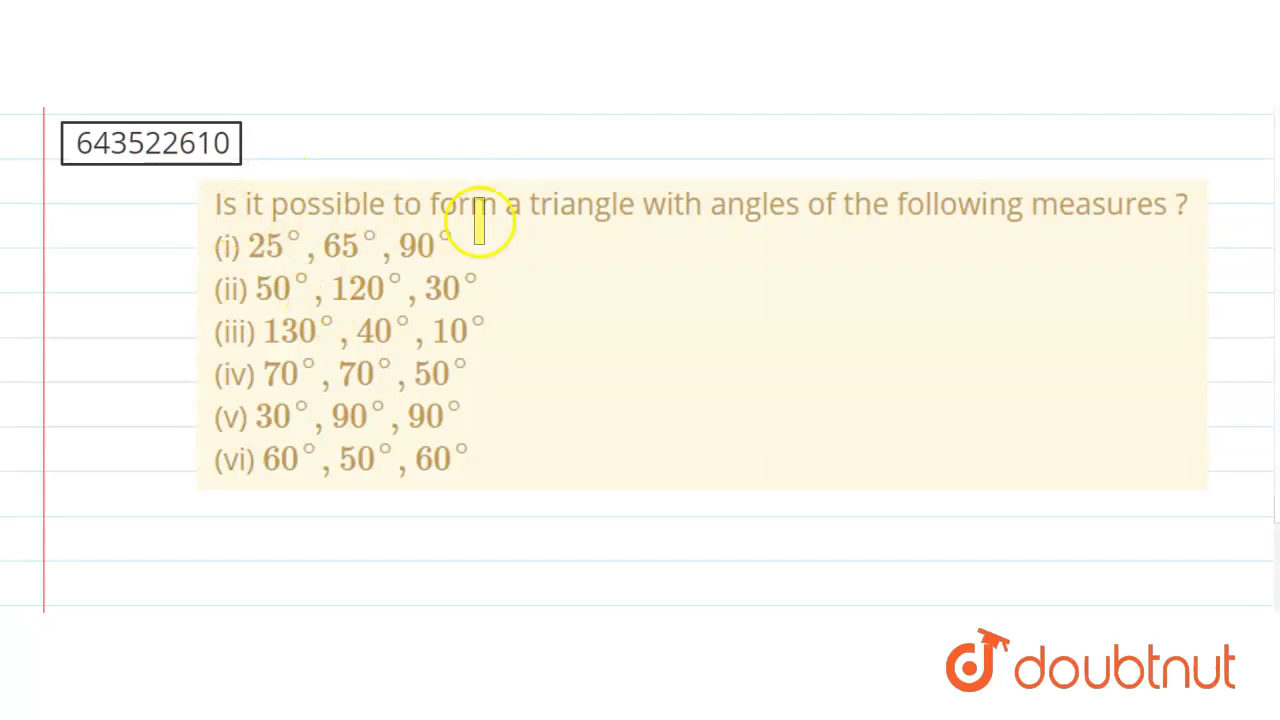 643522610
Is it possible to form a triangle with angles of the following measures ?
(i) 25° , 65° , 90°
(ii) 50° , 120° , 30°
(iii) 130° , 40° , 10°
(iv) 70° , 70° , 50°
(v) 30° , 90° , 90°
(vi) 60° , 50° , 60°
doubtnut